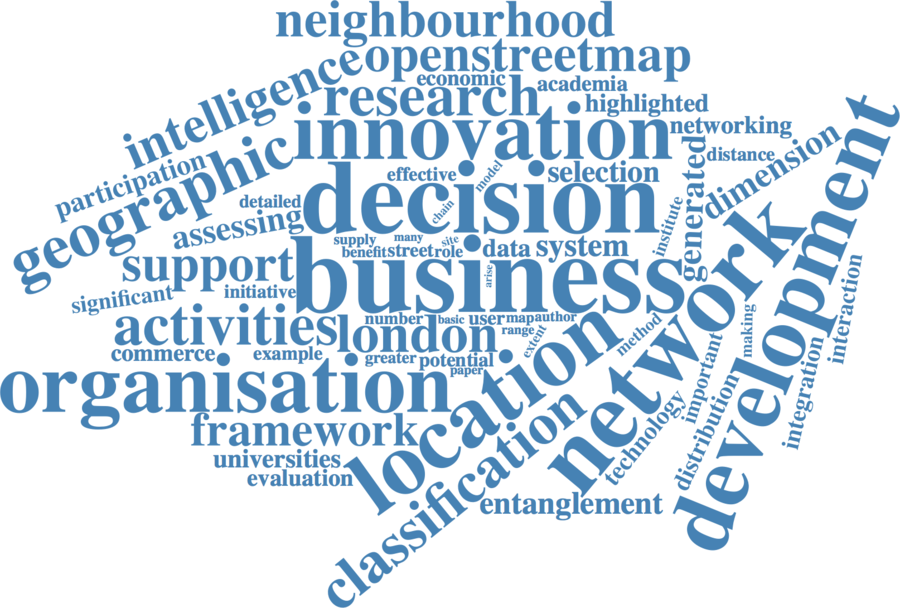 neighbourhood
openstreetmap
intelligence
economic
academia
research
highlighted
innovation
networking
geographic
participation
distance
dimension
effective
model
selection
generated
decision
detailed
chain
assessing
institute
supply
many
site
benefit
street
role
data
system
support
business
arise
significant
initiative
network
development
interaction
activities
number
basic
user
map
author
london
range
extent
method
making
commerce
example
greater
potential
paper
location
important
integration
organisation
classification
technology
distribution
framework
universities
evaluation
entanglement